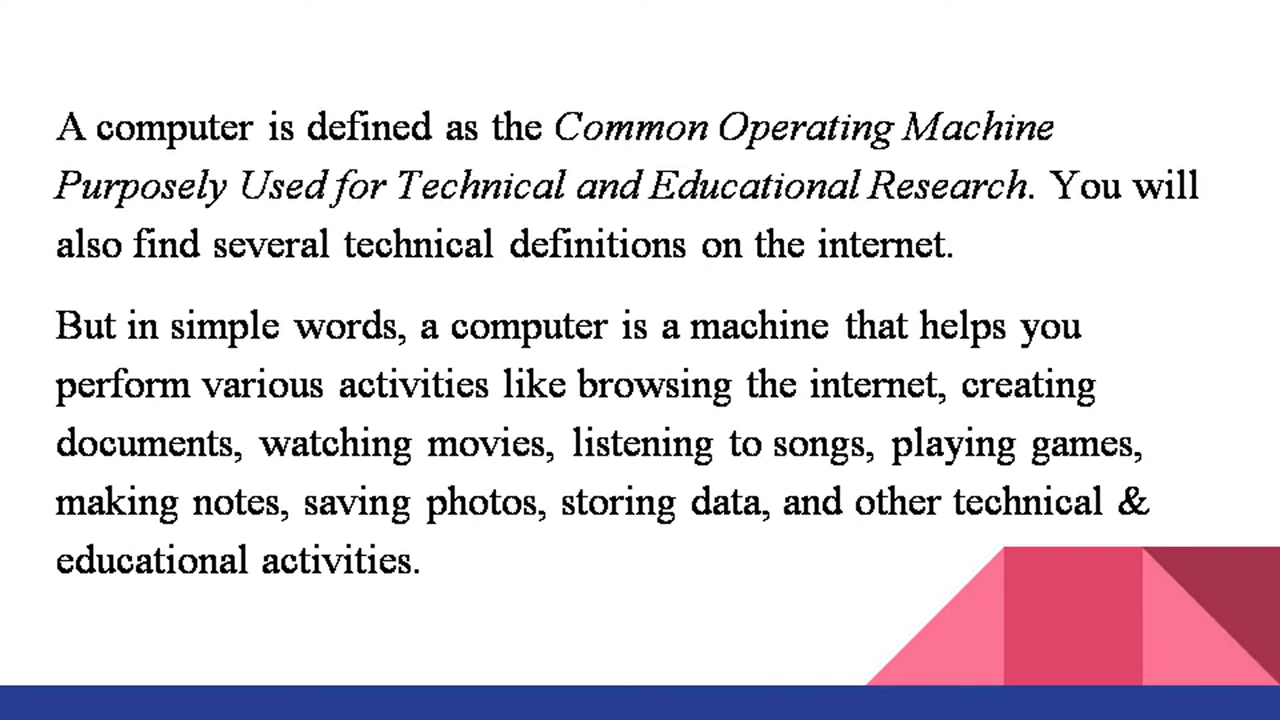 A computer is defined as the Common Operating Machine
Purposely Used for Technical and Educational Research. You will
also find several technical definitions on the internet.
But in simple words, a computer is a machine that helps you
perform various activities like browsing the internet, creating
documents, watching movies, listening to songs, playing games,
making notes, saving photos, storing data, and other technical &
educational activities.